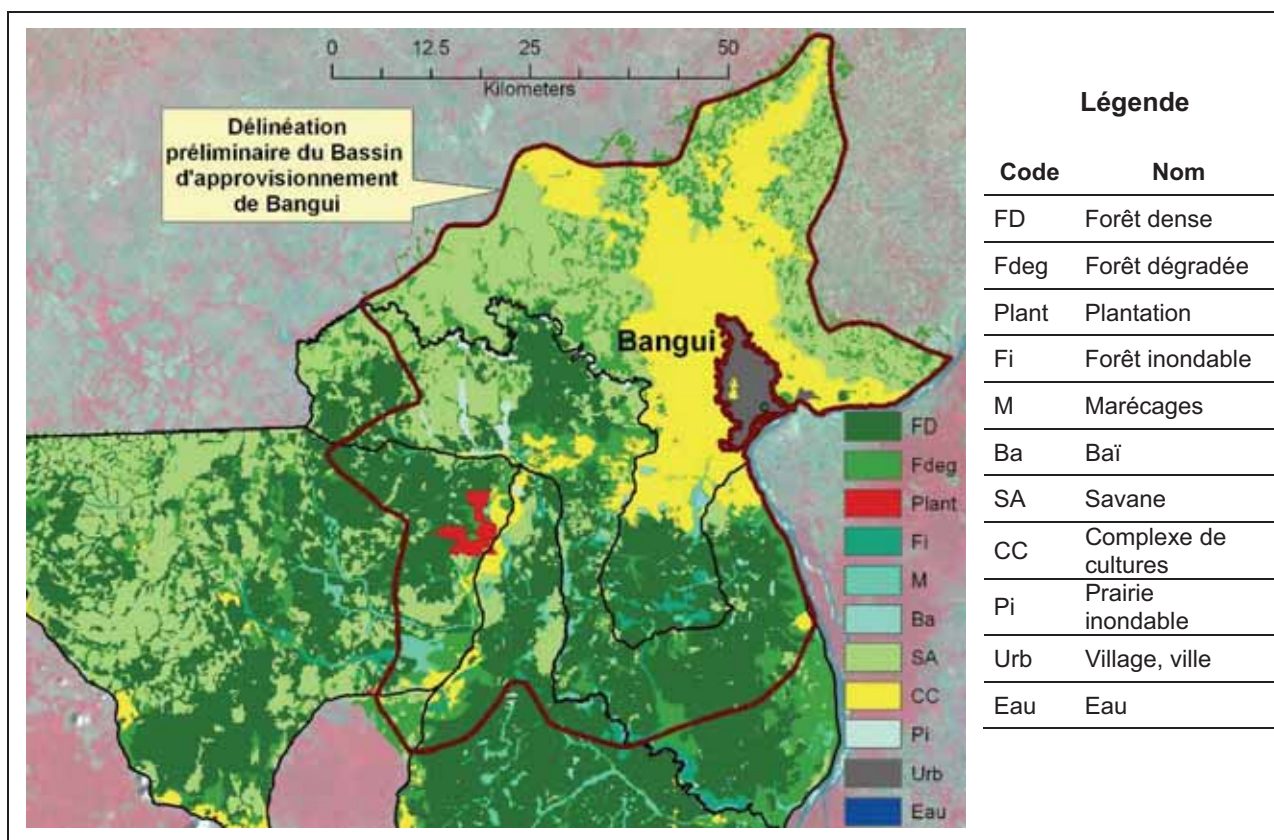 0 12.5 25 50
Kilometers
Délinéation
préliminaire du Bassin
d'approvisionnement
de Bangui
Bangui
FD
Fdeg
Plant
Fi
M
Ba
SA
CC
Pi
Urb
Eau
Légende
Code Nom
FD Forêt dense
Fdeg Forêt dégradée
Plant Plantation
Fi Forêt inondable
M Marécages
Ba Baï
SA Savane
CC Complexe de
cultures
Pi Prairie
inondable
Urb Village, ville
Eau Eau